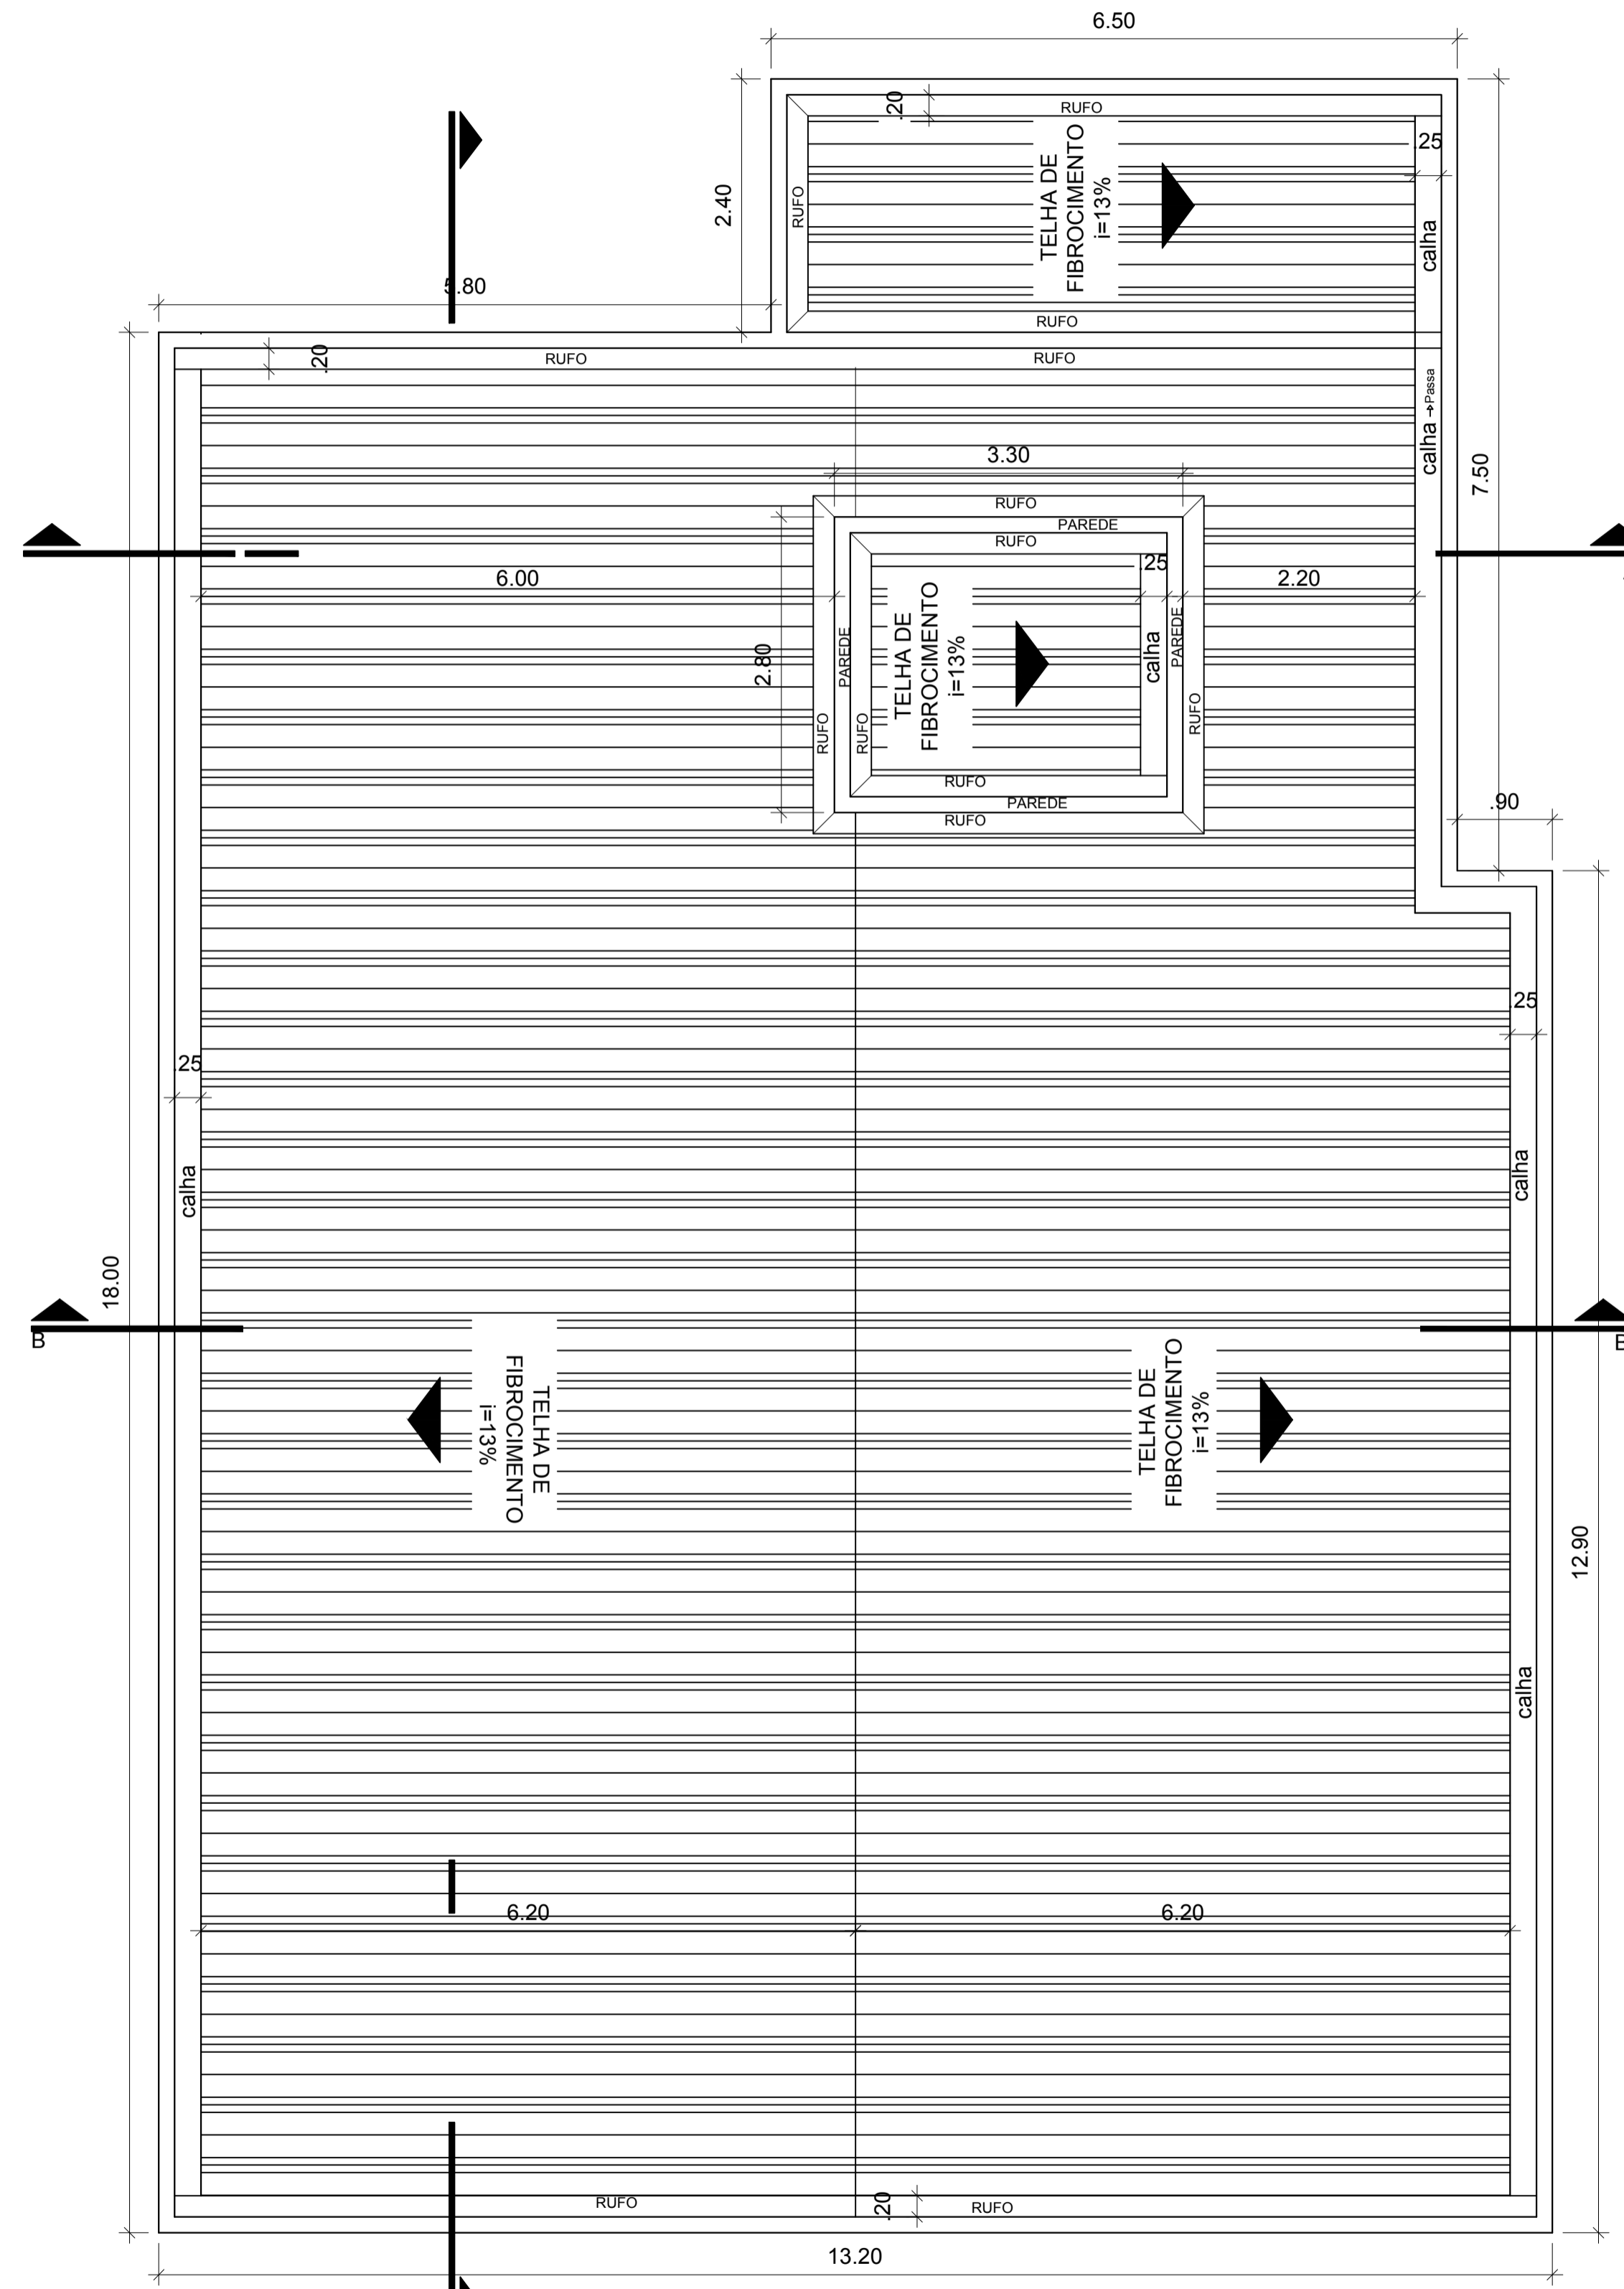 6.50
.20
RUFO
.25
2.40
RUFO
TELHA DE
FIBROCIMENTO
i=13%
calha
5.80
RUFO
.20
RUFO
RUFO
calha
Passa
7.50
3.30
RUFO
PAREDE
RUFO
6.00
.25
2.20
2.80
PAREDE
TELHA DE
FIBROCIMENTO
i=13%
calha
PAREDE
RUFO
RUFO
RUFO
RUFO
PAREDE
RUFO
.90
.25
.25
calha
calha
18.00
B
TELHA DE
FIBROCIMENTO
i=13%
TELHA DE
FIBROCIMENTO
i=13%
12.90
calha
6.20
6.20
RUFO
.20
RUFO
13.20